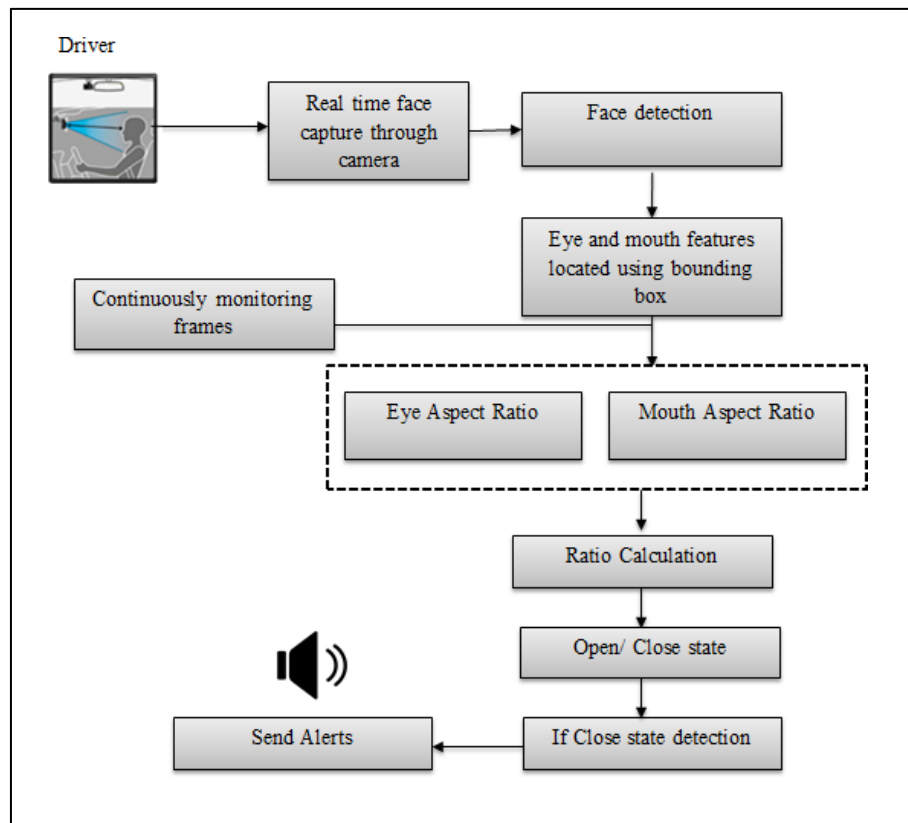 Driver
Real time face
capture through
camera
Face detection
Eye and mouth features
located using bounding
box
Continuously monitoring
frames
Eye Aspect Ratio
Mouth Aspect Ratio
Ratio Calculation
Open/ Close state
If Close state detection
Send Alerts